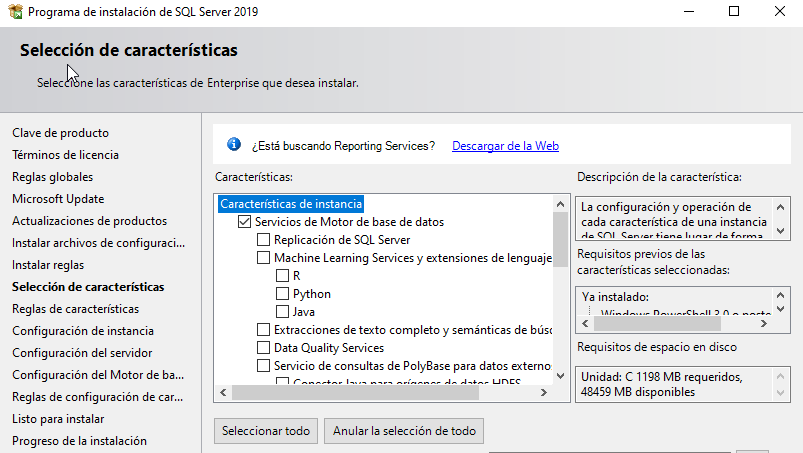 Programa de instalación de SQL Server 2019
Selección de características
Seleccione las características de Enterprise que desea instalar.
Clave de producto
Términos de licencia
Reglas globales
Microsoft Update
Actualizaciones de productos
Instalar archivos de configuraci...
Instalar reglas
Selección de características
Reglas de características
Configuración de instancia
Configuración del servidor
Configuración del Motor de ba...
Reglas de configuración de car...
Listo para instalar
Progreso de la instalación
¿Está buscando Reporting Services? Descargar de la Web
Características:
Características de instancia
Servicios de Motor de base de datos
Replicación de SQL Server
Machine Learning Services y extensiones de lenguaje
R
Python
Java
Extracciones de texto completo y semánticas de búsc
Data Quality Services
Servicio de consultas de PolyBase para datos externos
Conector Java para orígenes de datos HDFS
Seleccionar todo
Anular la selección de todo
Descripción de la característica:
La configuración y operación de
cada característica de una instancia
de SQL Server tiene lugar de forma
Requisitos previos de las
características seleccionadas:
Ya instalado:
Windows PowerShell 3.0 o poste
Requisitos de espacio en disco
Unidad: C 1198 MB requeridos,
48459 MB disponibles